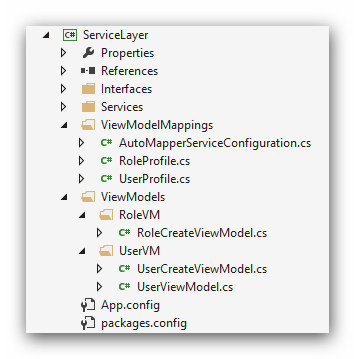 C# ServiceLayer
Properties
References
Interfaces
Services
ViewModelMappings
C# AutoMapperServiceConfiguration.cs
C# RoleProfile.cs
C# UserProfile.cs
ViewModels
RoleVM
C# RoleCreateViewModel.cs
UserVM
C# UserCreateViewModel.cs
C# UserViewModel.cs
App.config
packages.config